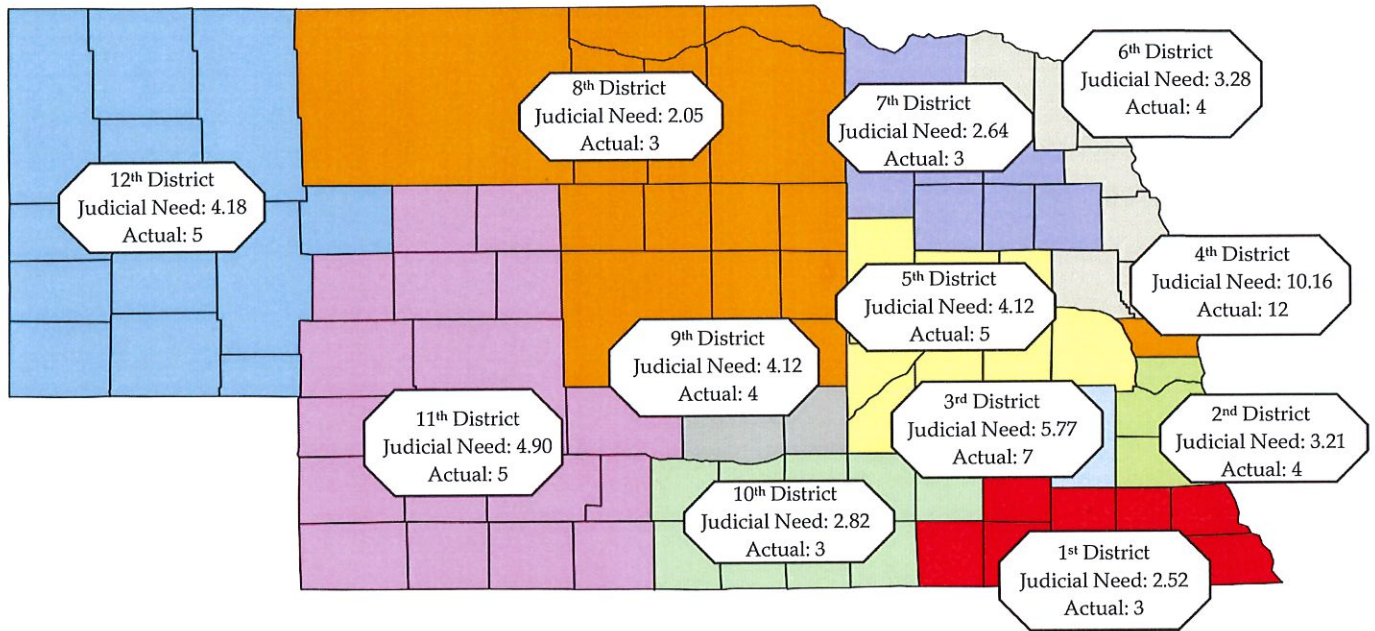 6th District
Judicial Need: 3.28
Actual: 4
8th District
Judicial Need: 2.05
Actual: 3
7th District
Judicial Need: 2.64
Actual: 3
12th District
Judicial Need: 4.18
Actual: 5
4th District
Judicial Need: 10.16
Actual: 12
5th District
Judicial Need: 4.12
Actual: 5
9th District
Judicial Need: 4.12
Actual: 4
3rd District
Judicial Need: 5.77
Actual: 7
2nd District
Judicial Need: 3.21
Actual: 4
11th District
Judicial Need: 4.90
Actual: 5
10th District
Judicial Need: 2.82
Actual: 3
1st District
Judicial Need: 2.52
Actual: 3